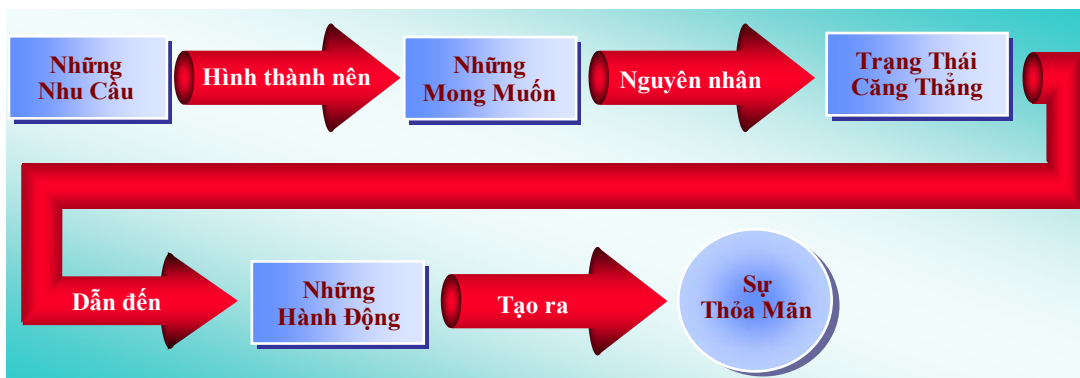 Những
Nhu Cầu
Hình thành nên
Những
Mong Muốn
Nguyên nhân
Trạng Thái
Căng Thẳng
Dẫn đến
Những
Hành Động
Tạo ra
Sự
Thỏa Mãn